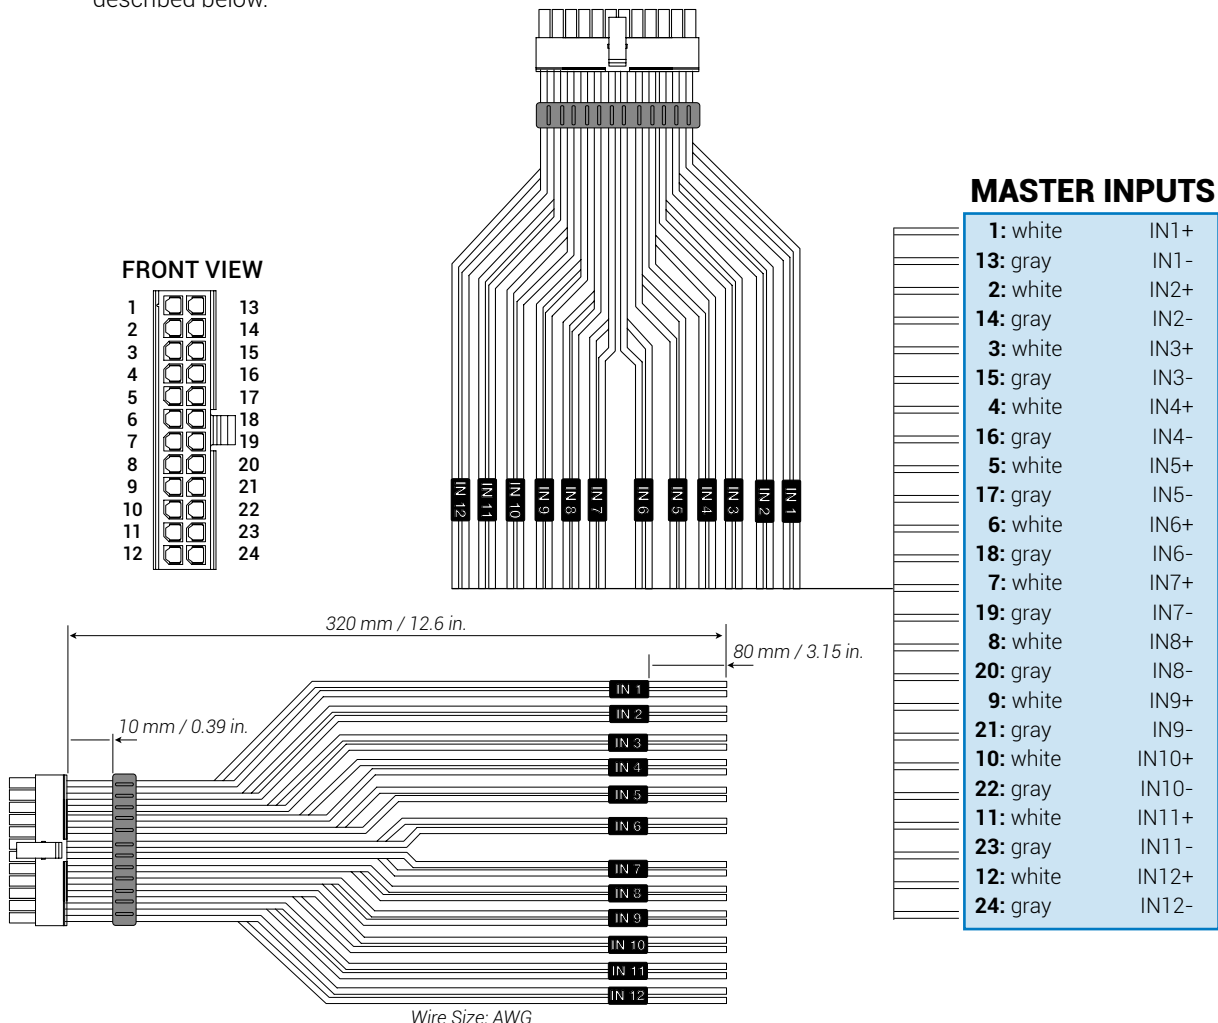 described below.
MASTER INPUTS
1: white IN1+
13: gray IN1-
2: white IN2+
14: gray IN2-
3: white IN3+
15: gray IN3-
4: white IN4+
16: gray IN4-
5: white IN5+
17: gray IN5-
6: white IN6+
18: gray IN6-
7: white IN7+
19: gray IN7-
8: white IN8+
20: gray IN8-
9: white IN9+
21: gray IN9-
10: white IN10+
22: gray IN10-
11: white IN11+
23: gray IN11-
12: white IN12+
24: gray IN12-
FRONT VIEW
1 13
2 14
3 15
4 16
5 17
6 18
7 19
8 20
9 21
10 22
11 23
12 24
IN 12
IN 11
IN 10
IN 9
IN 8
IN 7
IN 6
IN 5
IN 4
IN 3
IN 2
IN 1
320 mm / 12.6 in.
80 mm / 3.15 in.
10 mm / 0.39 in.
IN 1
IN 2
IN 3
IN 4
IN 5
IN 6
IN 7
IN 8
IN 9
IN 10
IN 11
IN 12
Wire Size: AWG